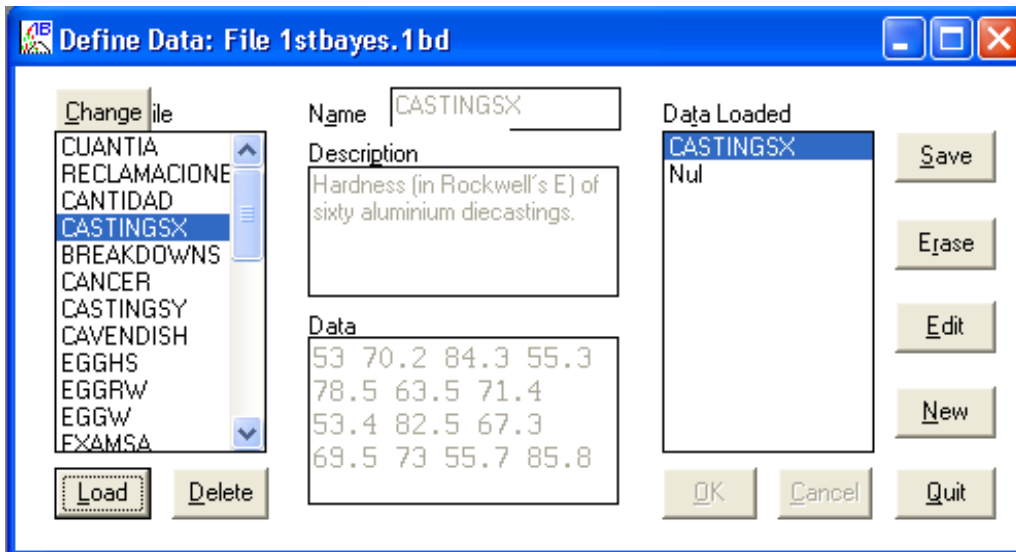 Define Data: File 1stbayes.1bd
Change ile
CUANTIA
RECLAMACIONE
CANTIDAD
CASTINGSX
BREAKDOWNS
CANCER
CASTINGSY
CAVENDISH
EGGHS
EGGRW
EGGW
EXAMSA
Load Delete
Name CASTINGSX
Description
Hardness (in Rockwell's E) of
sixty aluminium diecastings.
Data
53 70.2 84.3 55.3
78.5 63.5 71.4
53.4 82.5 67.3
69.5 73 55.7 85.8
Data Loaded
CASTINGSX
Nul
OK Cancel
Save
Erase
Edit
New
Quit